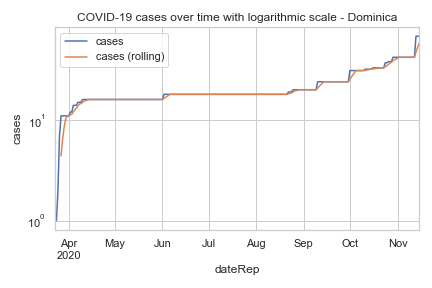 COVID-19 cases over time with logarithmic scale - Dominica
cases
cases (rolling)
cases
10¹
10⁰
Apr May Jun Jul Aug Sep Oct Nov
2020
dateRep